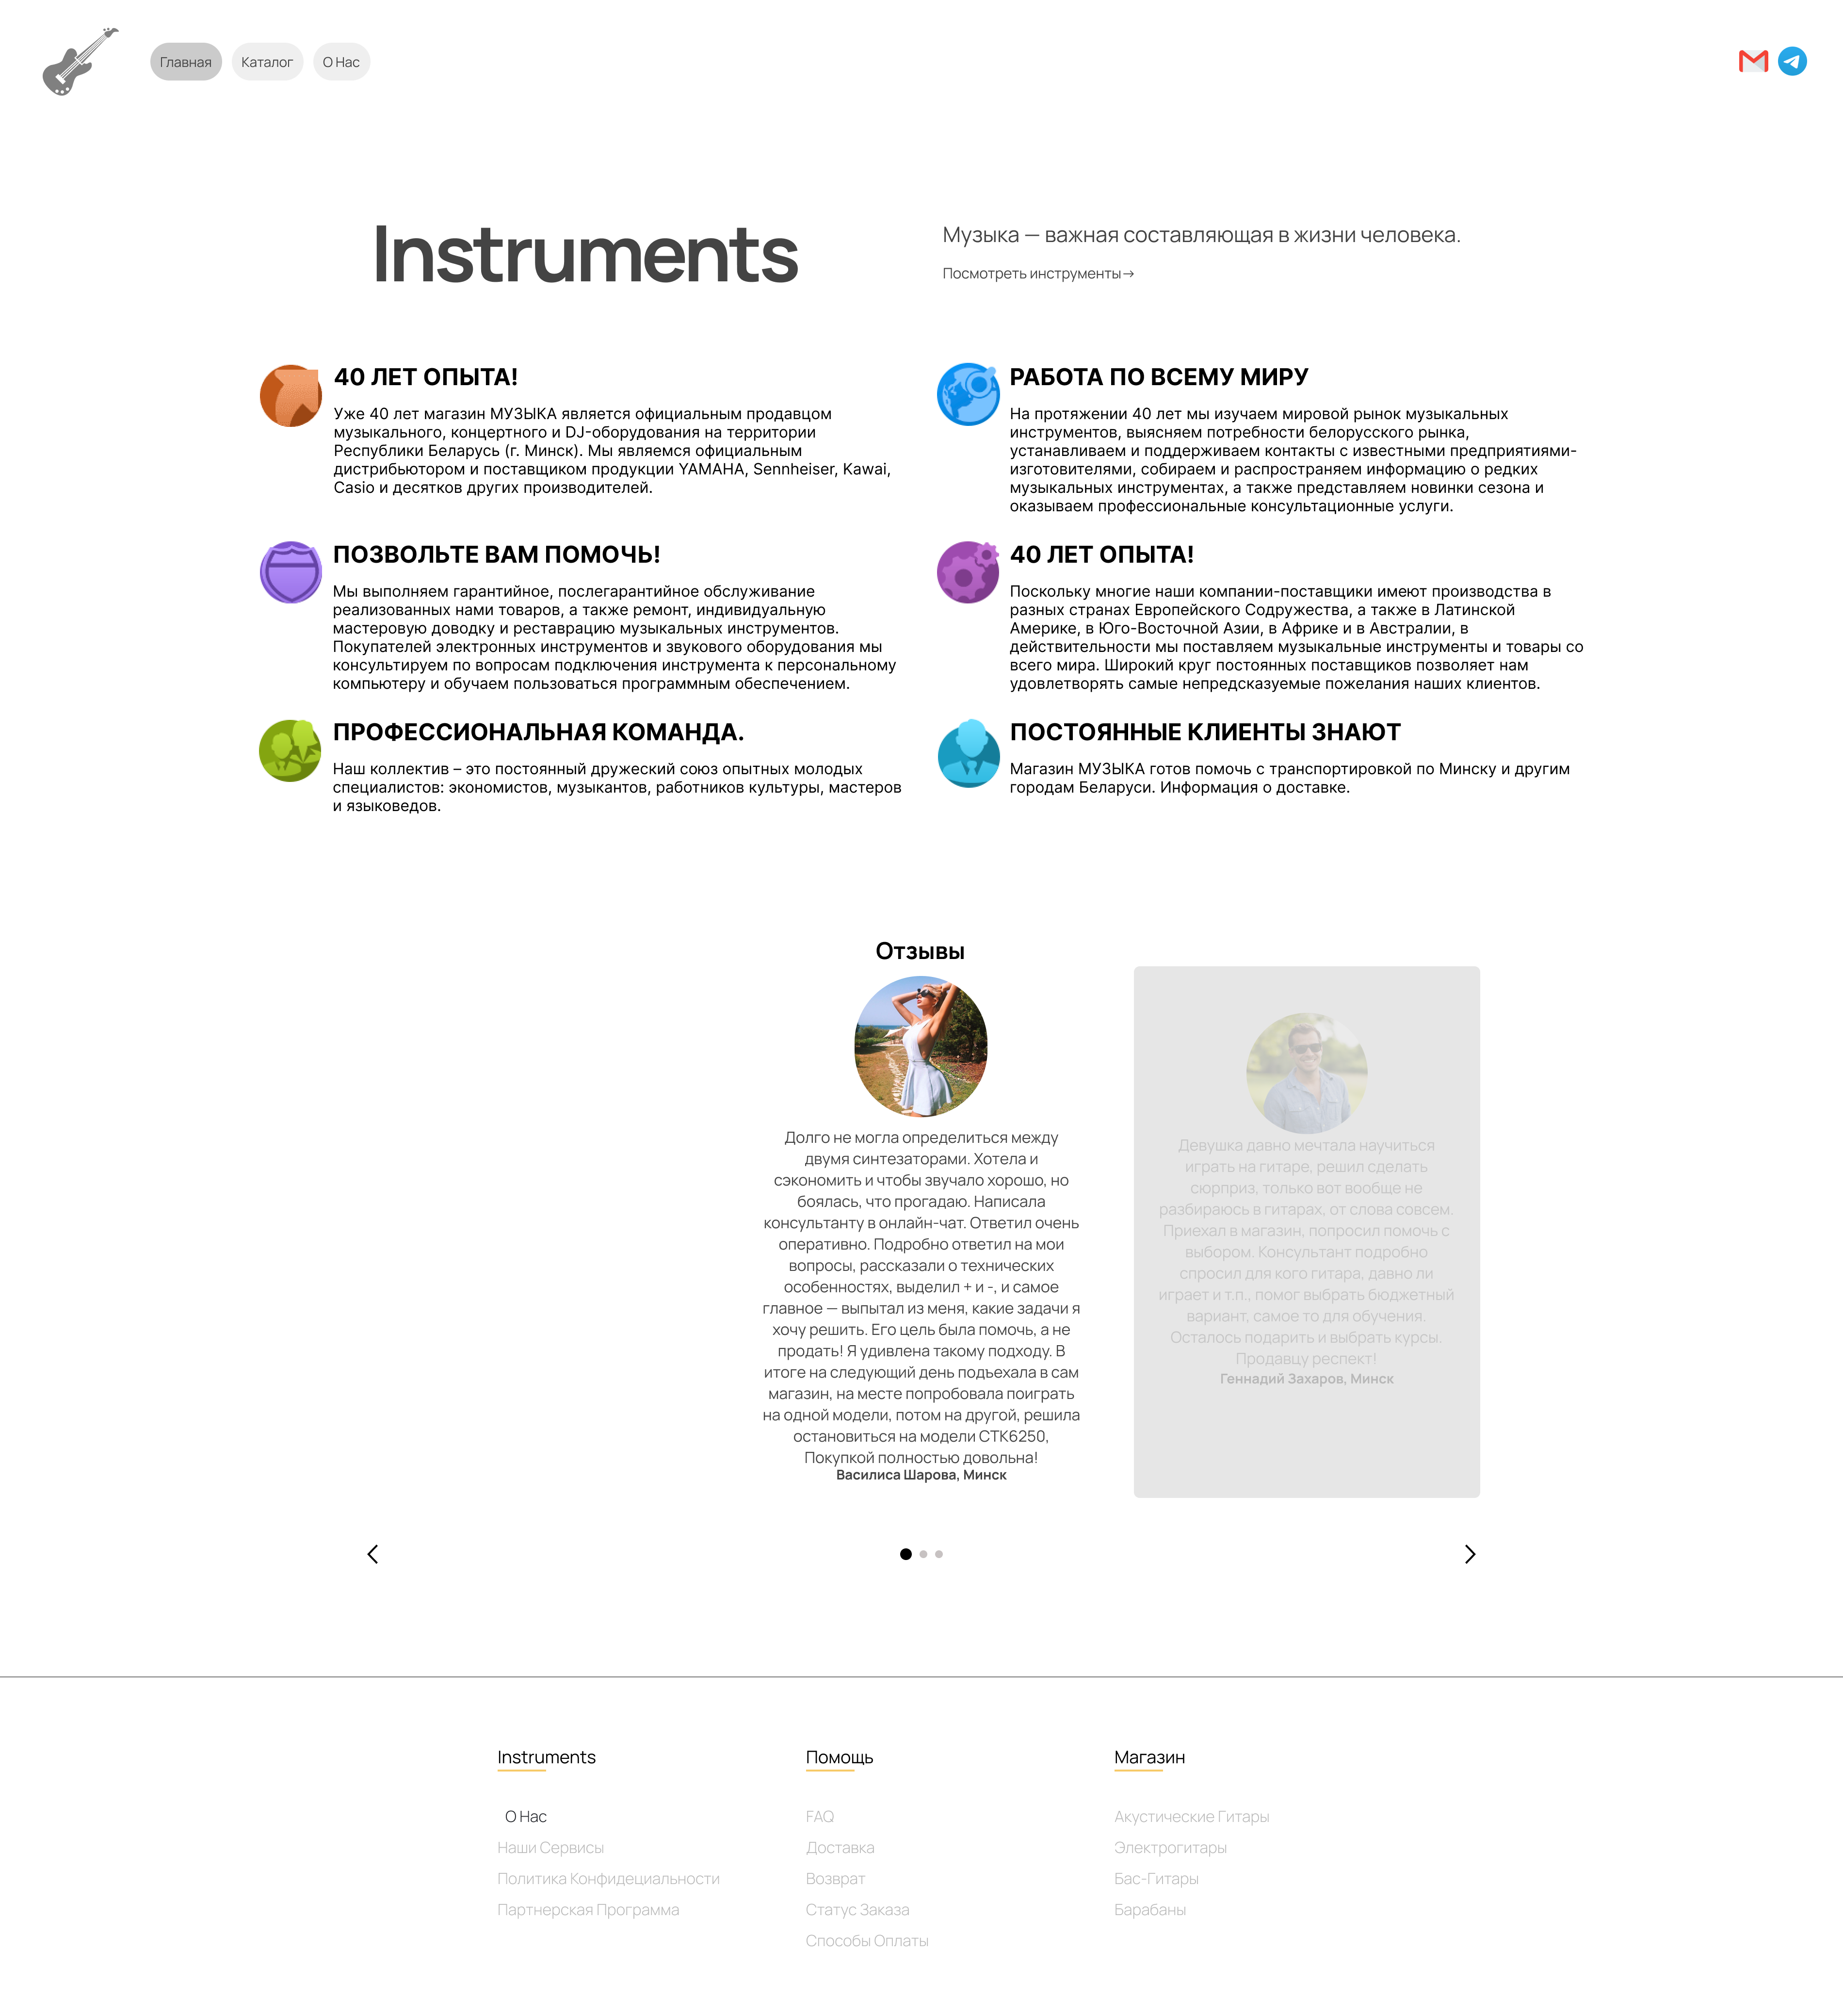 Главная
Каталог
О Нас
Instruments
Музыка — важная составляющая в жизни человека.
Посмотреть инструменты→
40 ЛЕТ ОПЫТА!
Уже 40 лет магазин МУЗЫКА является официальным продавцом
музыкального, концертного и DJ-оборудования на территории
Республики Беларусь (г. Минск). Мы являемся официальным
дистрибьютором и поставщиком продукции YAMAHA, Sennheiser, Kawai,
Casio и десятков других производителей.
РАБОТА ПО ВСЕМУ МИРУ
На протяжении 40 лет мы изучаем мировой рынок музыкальных
инструментов, выясняем потребности белорусского рынка,
устанавливаем и поддерживаем контакты с известными предприятиями-
изготовителями, собираем и распространяем информацию о редких
музыкальных инструментах, а также представляем новинки сезона и
оказываем профессиональные консультационные услуги.
ПОЗВОЛЬТЕ ВАМ ПОМОЧЬ!
Мы выполняем гарантийное, послегарантийное обслуживание
реализованных нами товаров, а также ремонт, индивидуальную
мастеровую доводку и реставрацию музыкальных инструментов.
Покупателей электронных инструментов и звукового оборудования мы
консультируем по вопросам подключения инструмента к персональному
компьютеру и обучаем пользоваться программным обеспечением.
40 ЛЕТ ОПЫТА!
Поскольку многие наши компании-поставщики имеют производства в
разных странах Европейского Содружества, а также в Латинской
Америке, в Юго-Восточной Азии, в Африке и в Австралии, в
действительности мы поставляем музыкальные инструменты и товары со
всего мира. Широкий круг постоянных поставщиков позволяет нам
удовлетворять самые непредсказуемые пожелания наших клиентов.
ПРОФЕССИОНАЛЬНАЯ КОМАНДА.
Наш коллектив – это постоянный дружеский союз опытных молодых
специалистов: экономистов, музыкантов, работников культуры, мастеров
и языковедов.
ПОСТОЯННЫЕ КЛИЕНТЫ ЗНАЮТ
Магазин МУЗЫКА готов помочь с транспортировкой по Минску и другим
городам Беларуси. Информация о доставке.
Отзывы
Долго не могла определиться между
двумя синтезаторами. Хотела и
сэкономить и чтобы звучало хорошо, но
боялась, что прогадаю. Написала
консультанту в онлайн-чат. Ответил очень
оперативно. Подробно ответил на мои
вопросы, рассказали о технических
особенностях, выделил + и -, и самое
главное — выпытал из меня, какие задачи я
хочу решить. Его цель была помочь, а не
продать! Я удивлена такому подходу. В
итоге на следующий день подъехала в сам
магазин, на месте попробовала поиграть
на одной модели, потом на другой, решила
остановиться на модели CTK6250,
Покупкой полностью довольна!
Василиса Шарова, Минск
Девушка давно мечтала научиться
играть на гитаре, решил сделать
сюрприз, только вот вообще не
разбираюсь в гитарах, от слова совсем.
Приехал в магазин, попросил помочь с
выбором. Консультант подробно
спросил для кого гитара, давно ли
играет и т.п., помог выбрать бюджетный
вариант, самое то для обучения.
Осталось подарить и выбрать курсы.
Продавцу респект!
Геннадий Захаров, Минск
Instruments
О Нас
Наши Сервисы
Политика Конфидециальности
Партнерская Программа
Помощь
FAQ
Доставка
Возврат
Статус Заказа
Способы Оплаты
Магазин
Акустические Гитары
Электрогитары
Бас-Гитары
Барабаны